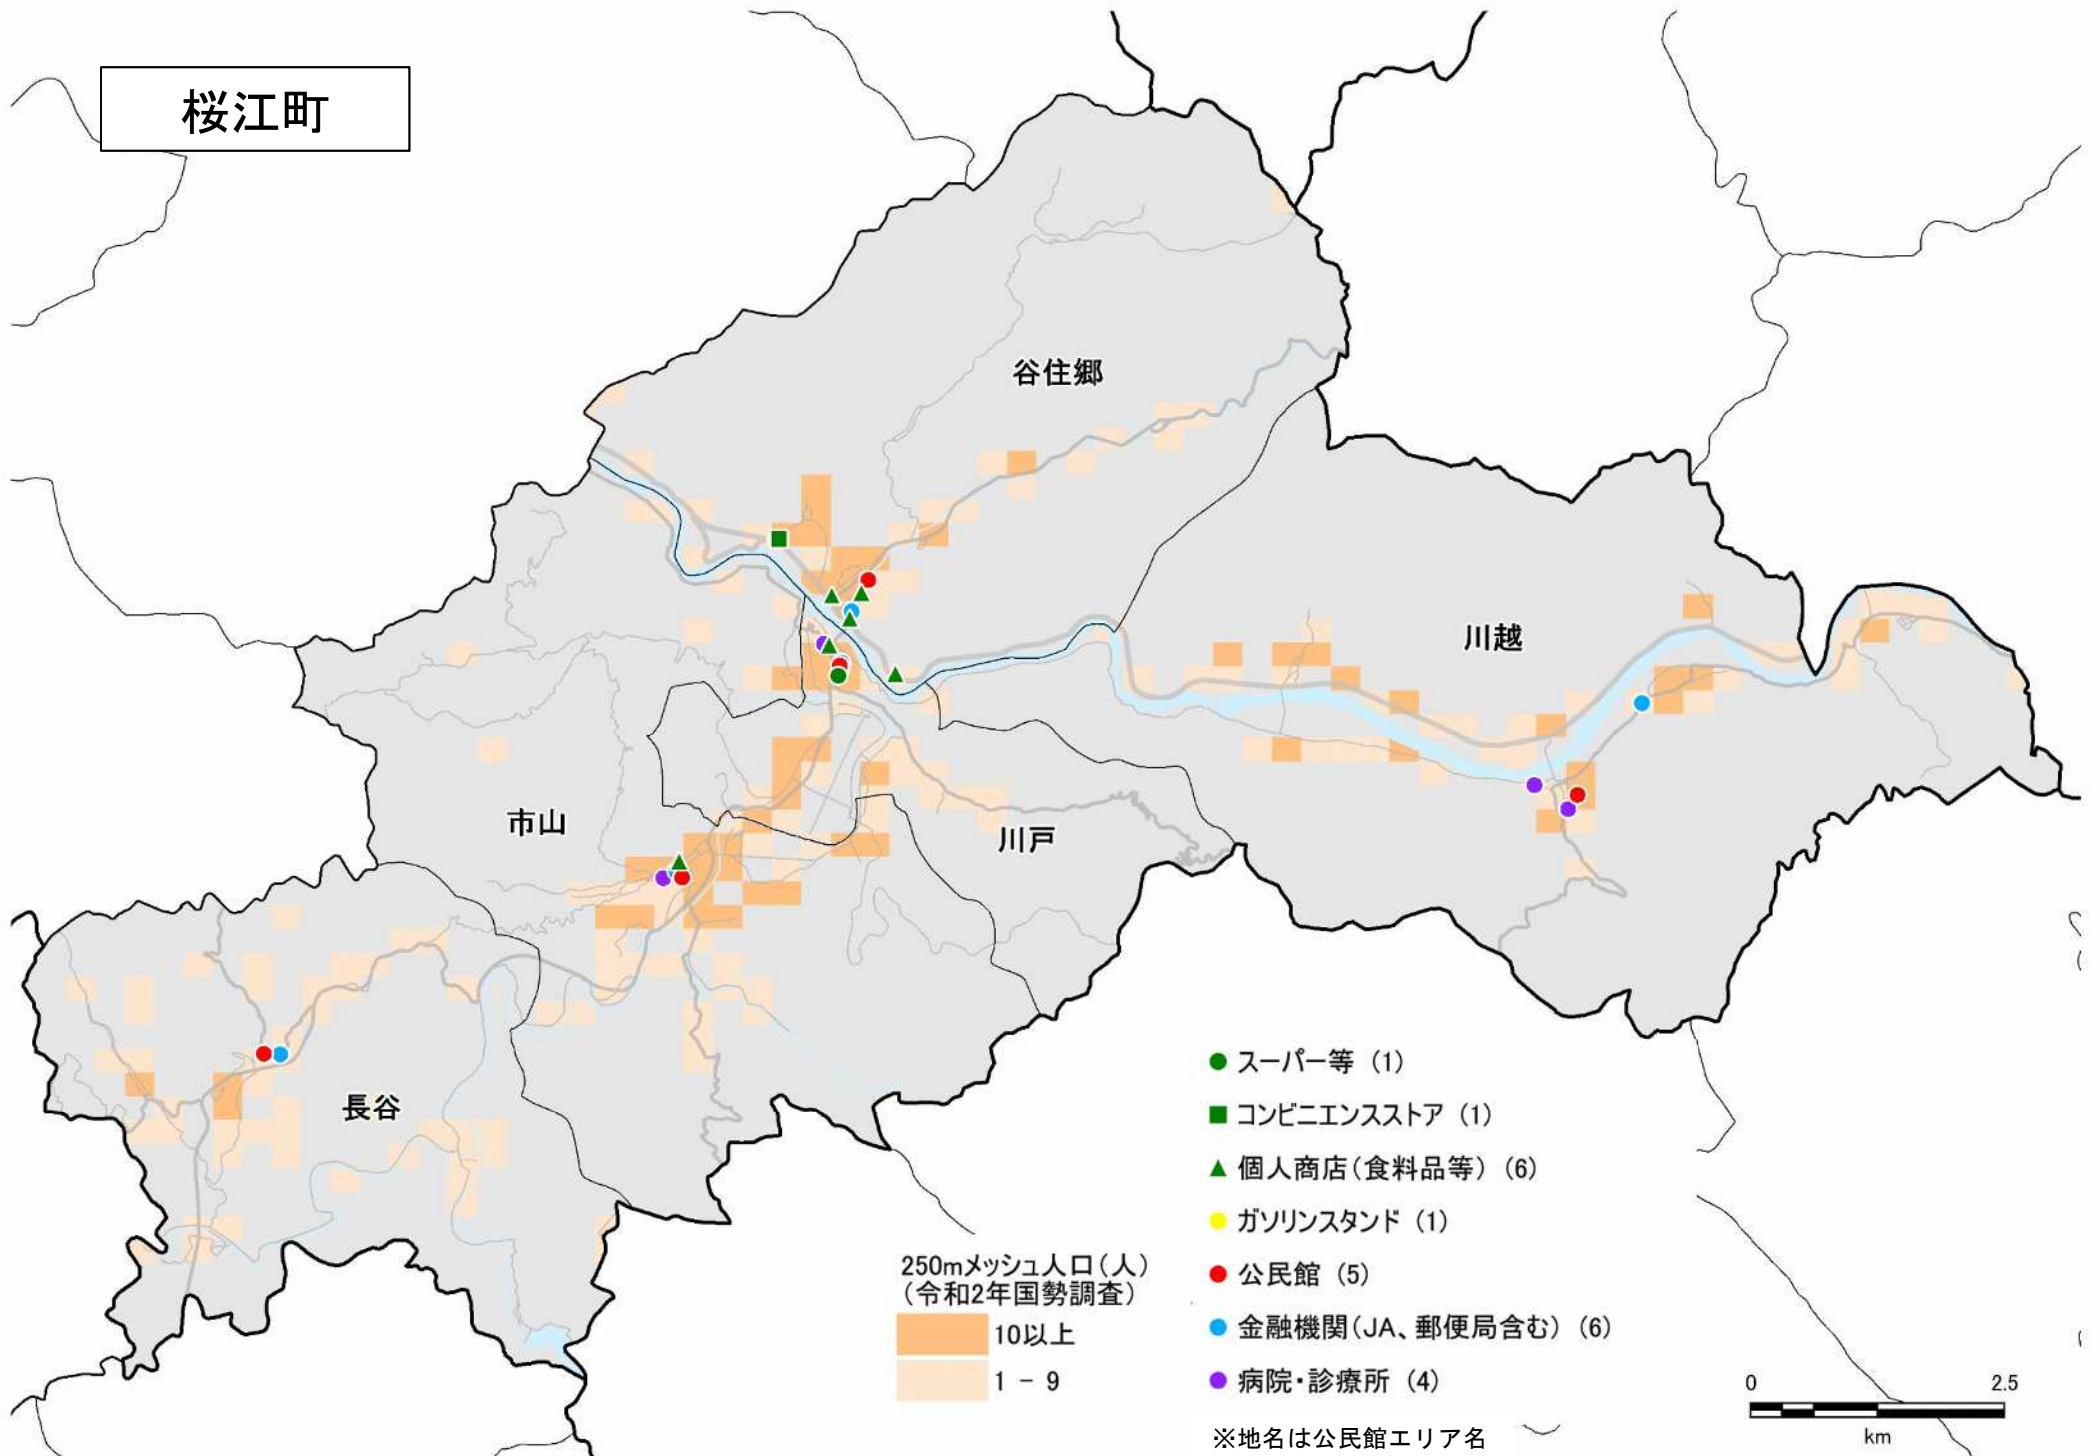 桜江町
谷住郷
川越
市山
川戸
長谷
スーパー等（1）
コンビニエンスストア（1）
個人商店(食料品等)（6）
ガソリンスタンド（1）
公民館（5）
金融機関(JA、郵便局含む)（6）
病院・診療所（4）
※地名は公民館エリア名
250mメッシュ人口(人)
(令和2年国勢調査)
10以上
1 - 9
0 2.5
km